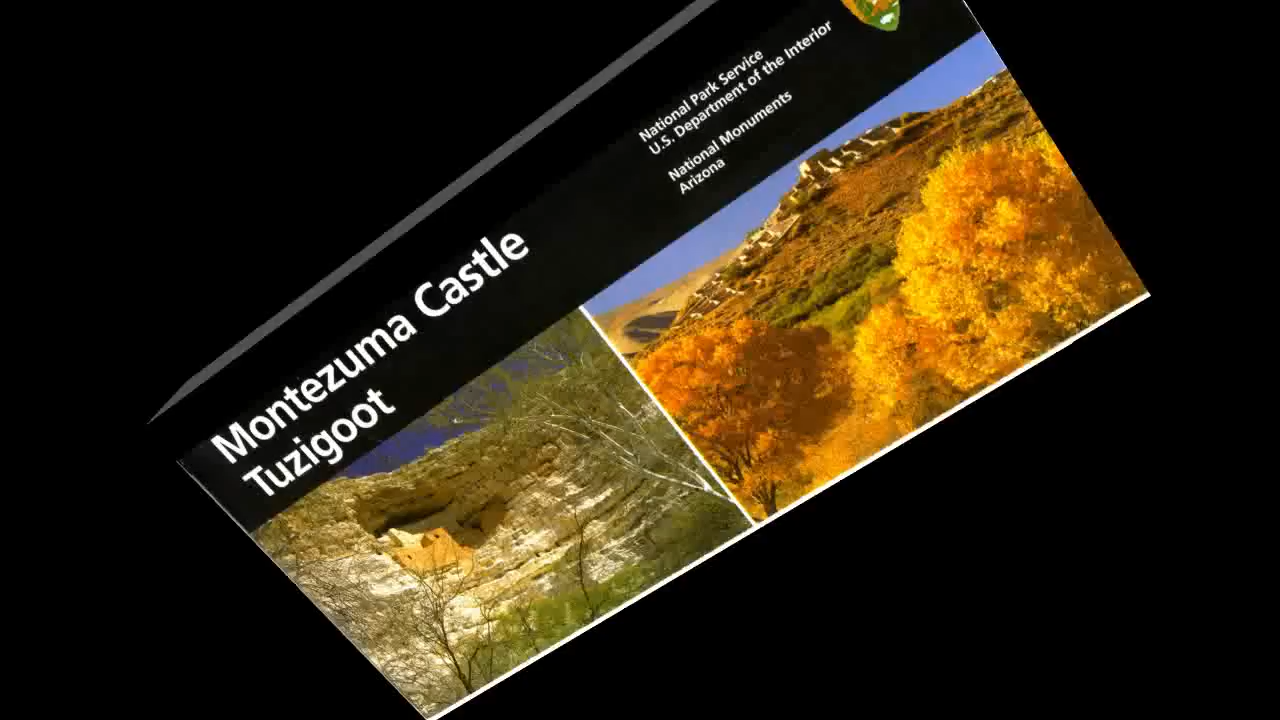 Montezuma Castle
Tuzigoot
National Park Service
U.S. Department of the Interior
National Monuments
Arizona